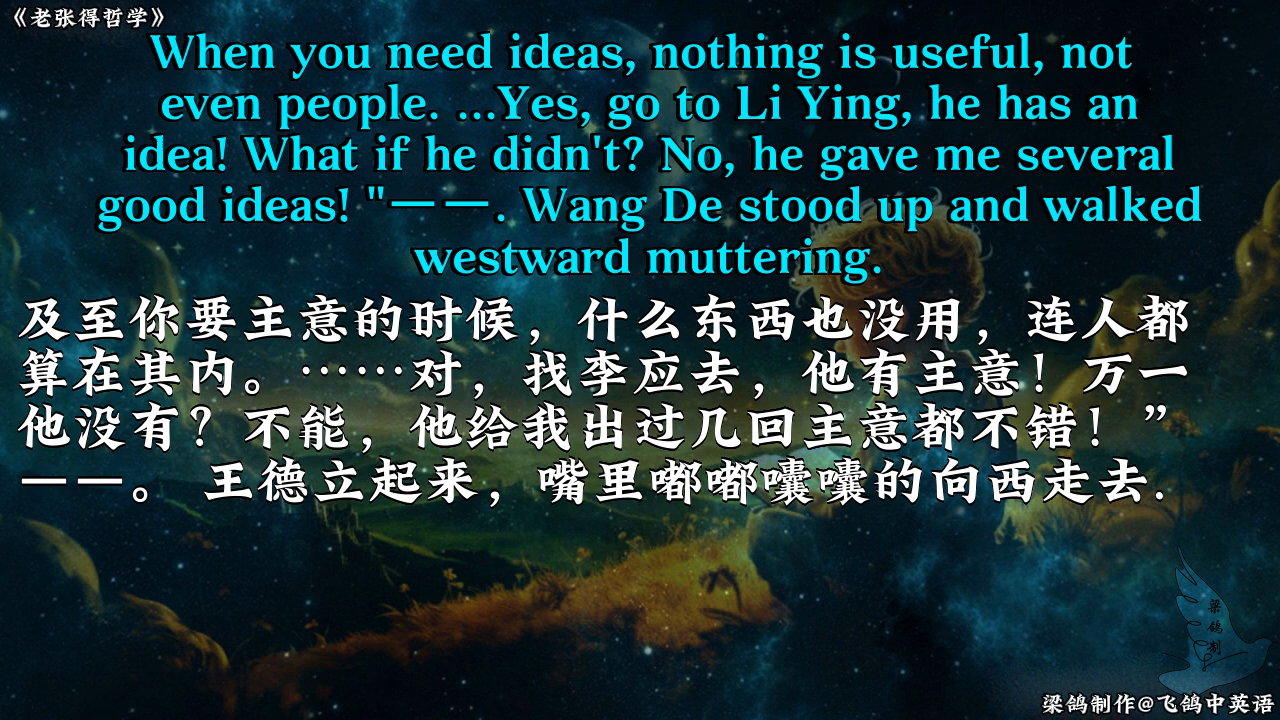 《老张得哲学》
When you need ideas, nothing is useful, not
even people. ...Yes, go to Li Ying, he has an
idea! What if he didn't? No, he gave me several
good ideas! "——. Wang De stood up and walked
westward muttering.
及至你要主意的时候，什么东西也没用，连人都
算在其内。……对，找李应去，他有主意！万一
他没有？不能，他给我出过几回主意都不错！”
——。 王德立起来，嘴里嘟嘟囔囔的向西走去.
梁
鸽
制
梁鸽制作@飞鸽中英语